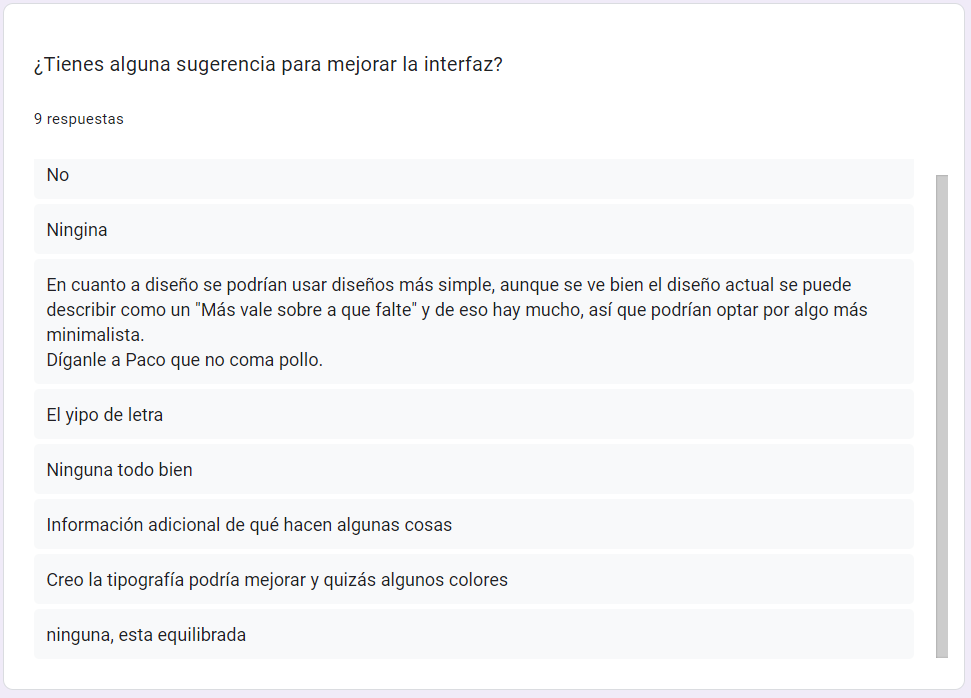 ¿Tienes alguna sugerencia para mejorar la interfaz?
9 respuestas
No
Ningina
En cuanto a diseño se podrían usar diseños más simple, aunque se ve bien el diseño actual se puede
describir como un "Más vale sobre a que falte" y de eso hay mucho, así que podrían optar por algo más
minimalista.
Díganle a Paco que no coma pollo.
El yipo de letra
Ninguna todo bien
Información adicional de qué hacen algunas cosas
Creo la tipografía podría mejorar y quizás algunos colores
ninguna, esta equilibrada